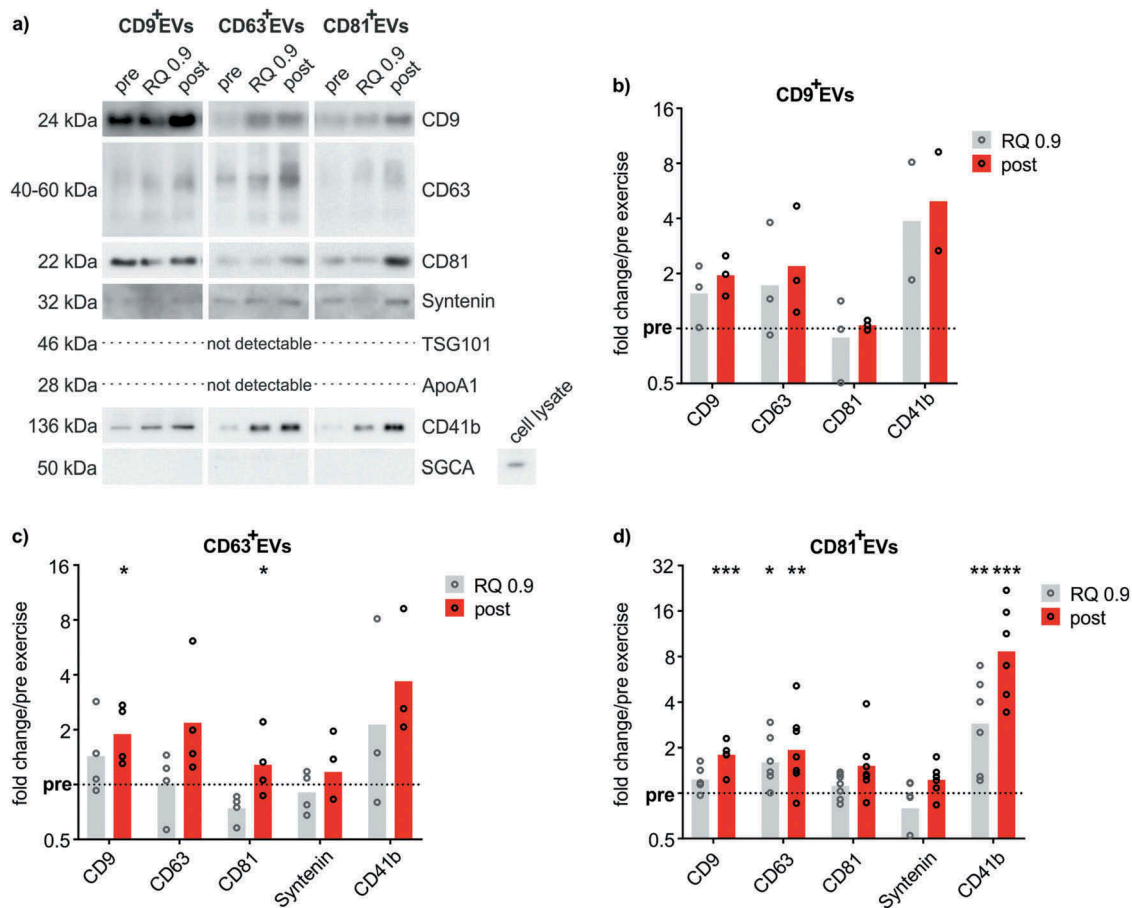 a)
CD9+EVs CD63+EVs CD81+EVs
pre RQ 0.9 post pre RQ 0.9 post pre RQ 0.9 post
24 kDa CD9
40-60 kDa CD63
22 kDa CD81
32 kDa Syntenin
46 kDa not detectable TSG101
28 kDa not detectable ApoA1
136 kDa CD41b
cell lysate
50 kDa SGCA
b)
CD9+EVs
fold change/pre exercise
16
8
4
2
pre
0.5
CD9 CD63 CD81 CD41b
RQ 0.9
post
c)
CD63+EVs
fold change/pre exercise
16
8
4
2
pre
0.5
* *
CD9 CD63 CD81 Syntenin CD41b
RQ 0.9
post
d)
CD81+EVs
fold change/pre exercise
32
16
8
4
2
pre
0.5
*** * ** ** ***
CD9 CD63 CD81 Syntenin CD41b
RQ 0.9
post